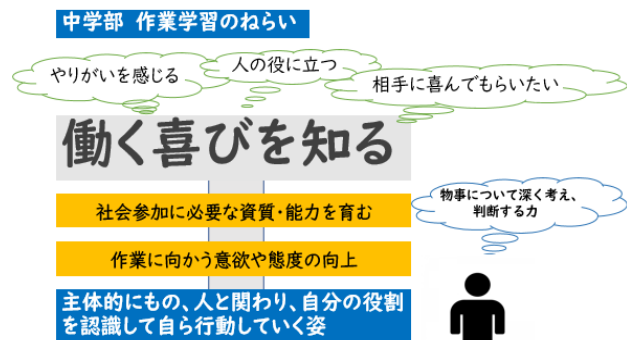 中学部 作業学習のねらい
やりがいを感じる
人の役に立つ
相手に喜んでもらいたい
働く喜びを知る
社会参加に必要な資質・能力を育む
物事について深く考え、
判断する力
作業に向かう意欲や態度の向上
主体的にもの、人と関わり、自分の役割
を認識して自ら行動していく姿